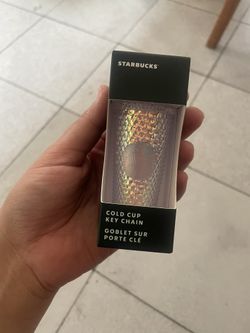 STARBUCKS
COLD CUP
KEY CHAIN
GOBLET SUR
PORTE CLÉ